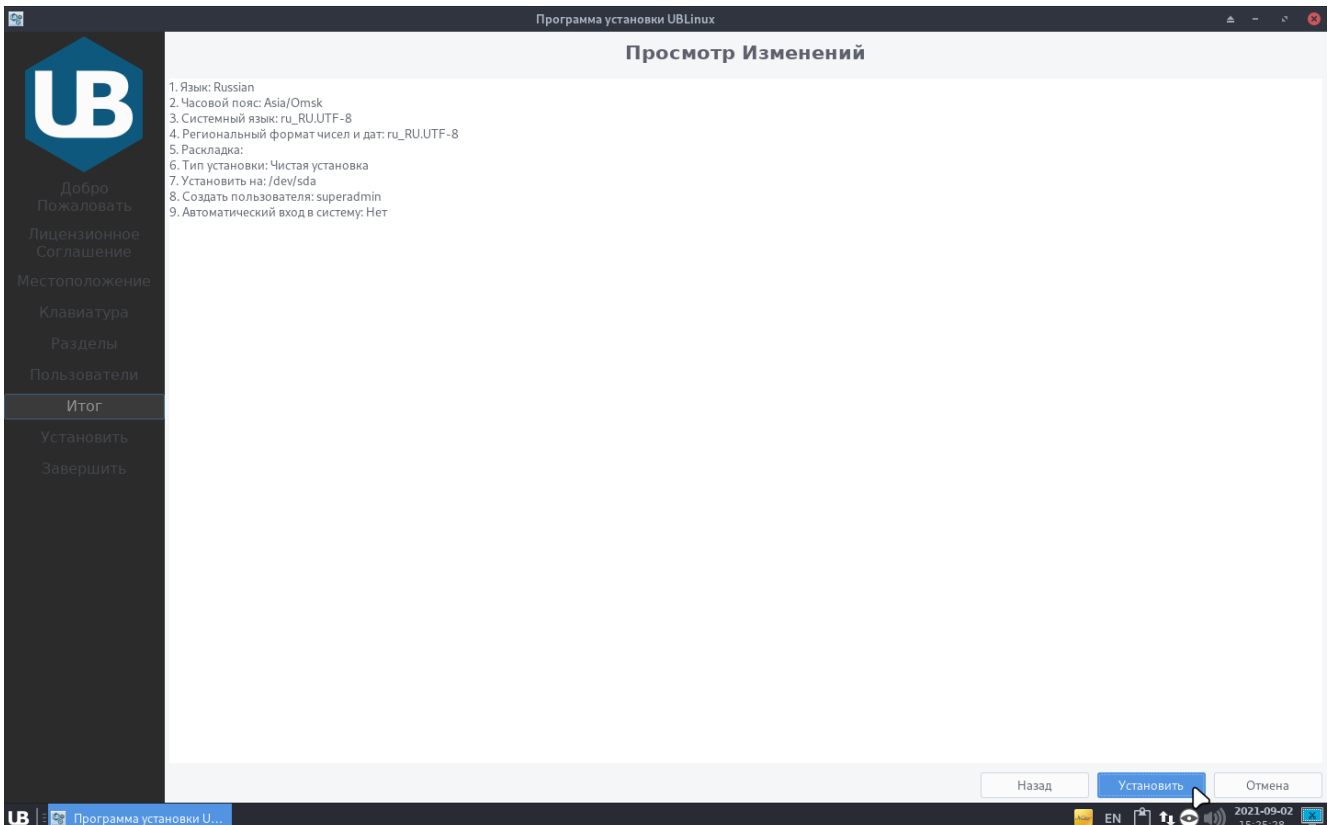 Программа установки UBLinux
UB
Просмотр Изменений
Добро
Пожаловать
Лицензионное
Соглашение
Местоположение
Клавиатура
Разделы
Пользователи
Итог
Установить
Завершить
1. Язык: Russian
2. Часовой пояс: Asia/Omsk
3. Системный язык: ru_RU.UTF-8
4. Региональный формат чисел и дат: ru_RU.UTF-8
5. Раскладка:
6. Тип установки: Чистая установка
7. Установить на: /dev/sda
8. Создать пользователя: superadmin
9. Автоматический вход в систему: Нет
Назад
Установить
Отмена
UB
Программа установки U...
EN
2021-09-02
15:25:28